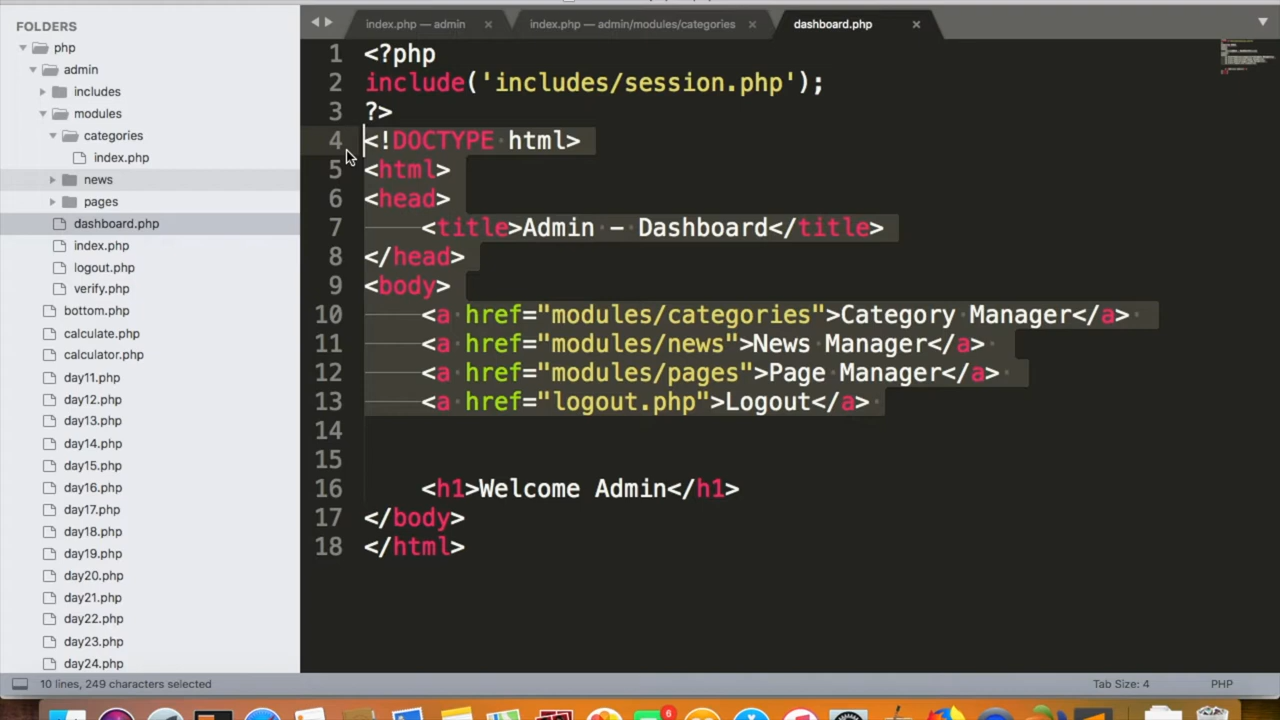 FOLDERS
php
admin
includes
modules
categories
index.php
news
pages
dashboard.php
index.php
logout.php
verify.php
bottom.php
calculate.php
calculator.php
day11.php
day12.php
day13.php
day14.php
day15.php
day16.php
day17.php
day18.php
day19.php
day20.php
day21.php
day22.php
day23.php
day24.php
index.php — admin
index.php — admin/modules/categories
dashboard.php
1 <?php
2 include('includes/session.php');
3 ?>
4 <!DOCTYPE html>
5 <html>
6 <head>
7 <title>Admin - Dashboard</title>
8 </head>
9 <body>
10 <a href="modules/categories">Category Manager</a>
11 <a href="modules/news">News Manager</a>
12 <a href="modules/pages">Page Manager</a>
13 <a href="logout.php">Logout</a>
14
15
16 <h1>Welcome Admin</h1>
17 </body>
18 </html>
10 lines, 249 characters selected
Tab Size: 4
PHP
6